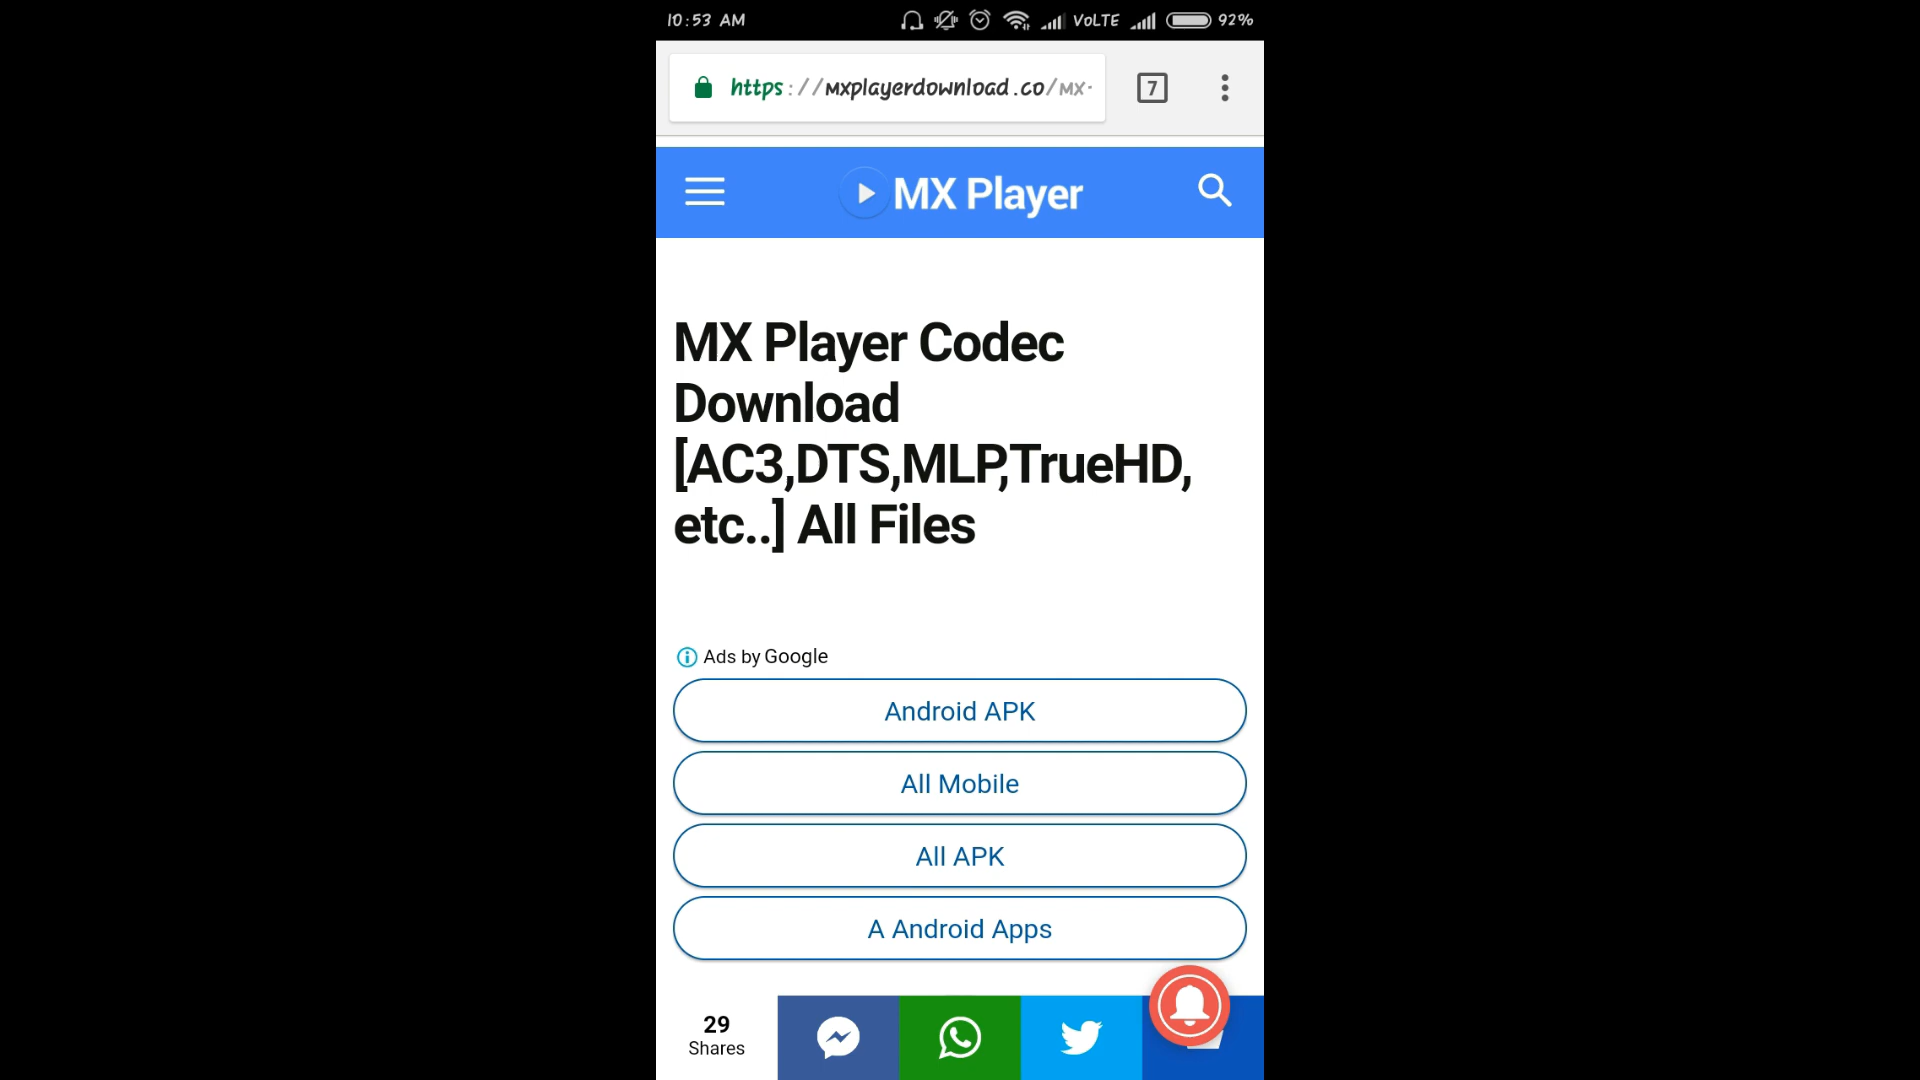 10:53 AM VoLTE 92%
https://mxplayerdownload.co/mx- 7
MX Player
MX Player Codec
Download
[AC3,DTS,MLP,TrueHD,
etc..] All Files
Ads by Google
Android APK
All Mobile
All APK
A Android Apps
29
Shares